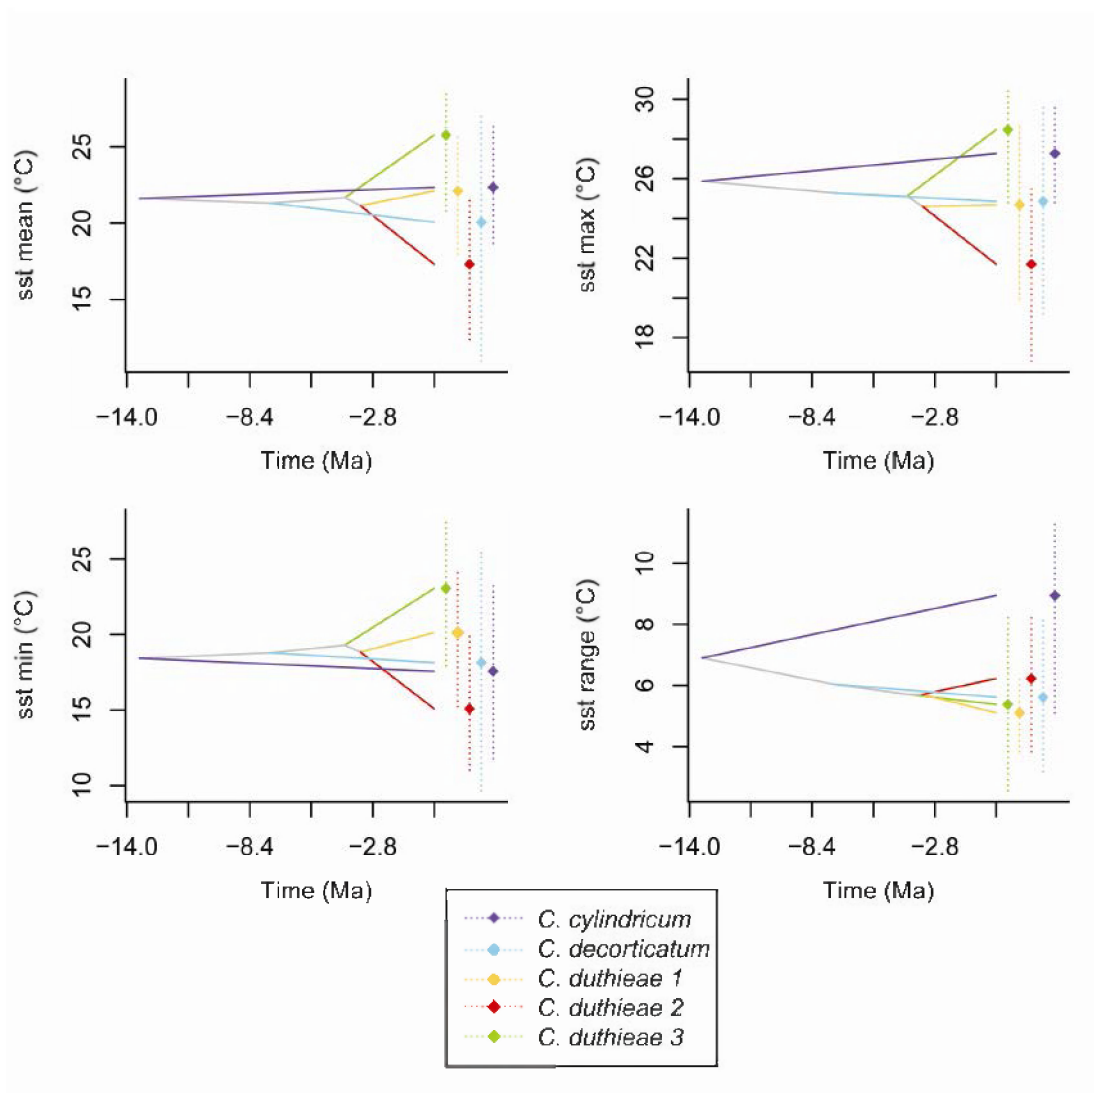 sst mean (°C)
25
20
15
−14.0 −8.4 −2.8
Time (Ma)
sst max (°C)
30
26
22
18
−14.0 −8.4 −2.8
Time (Ma)
sst min (°C)
25
20
15
10
−14.0 −8.4 −2.8
Time (Ma)
sst range (°C)
10
8
6
4
−14.0 −8.4 −2.8
Time (Ma)
C. cylindricum
C. decorticatum
C. duthieae 1
C. duthieae 2
C. duthieae 3